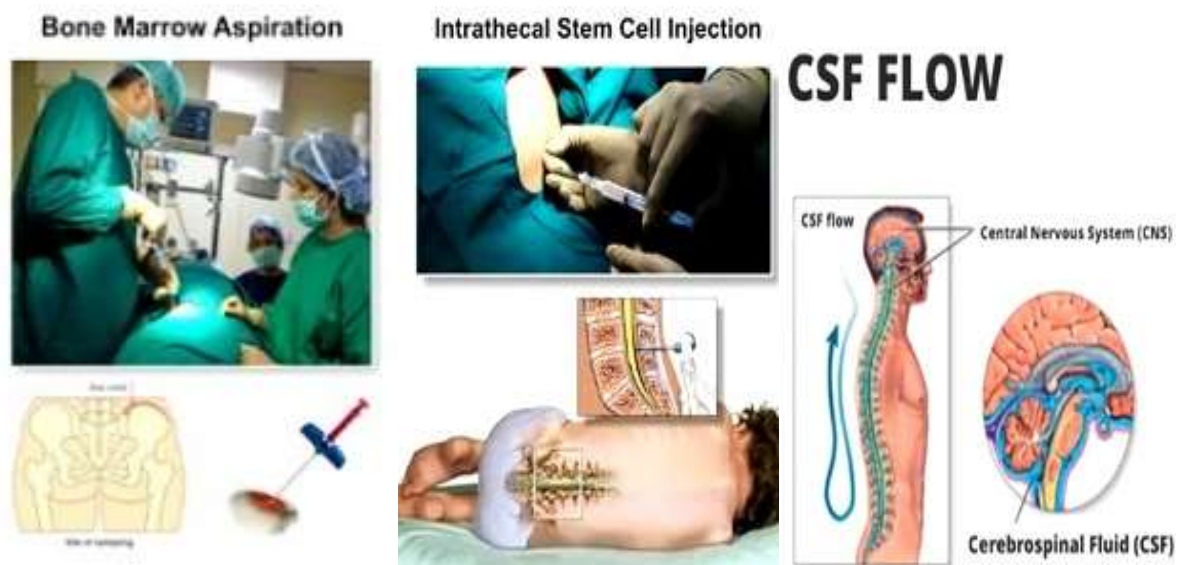 Bone Marrow Aspiration
Intrathecal Stem Cell Injection
CSF FLOW
CSF flow
Central Nervous System (CNS)
Cerebrospinal Fluid (CSF)